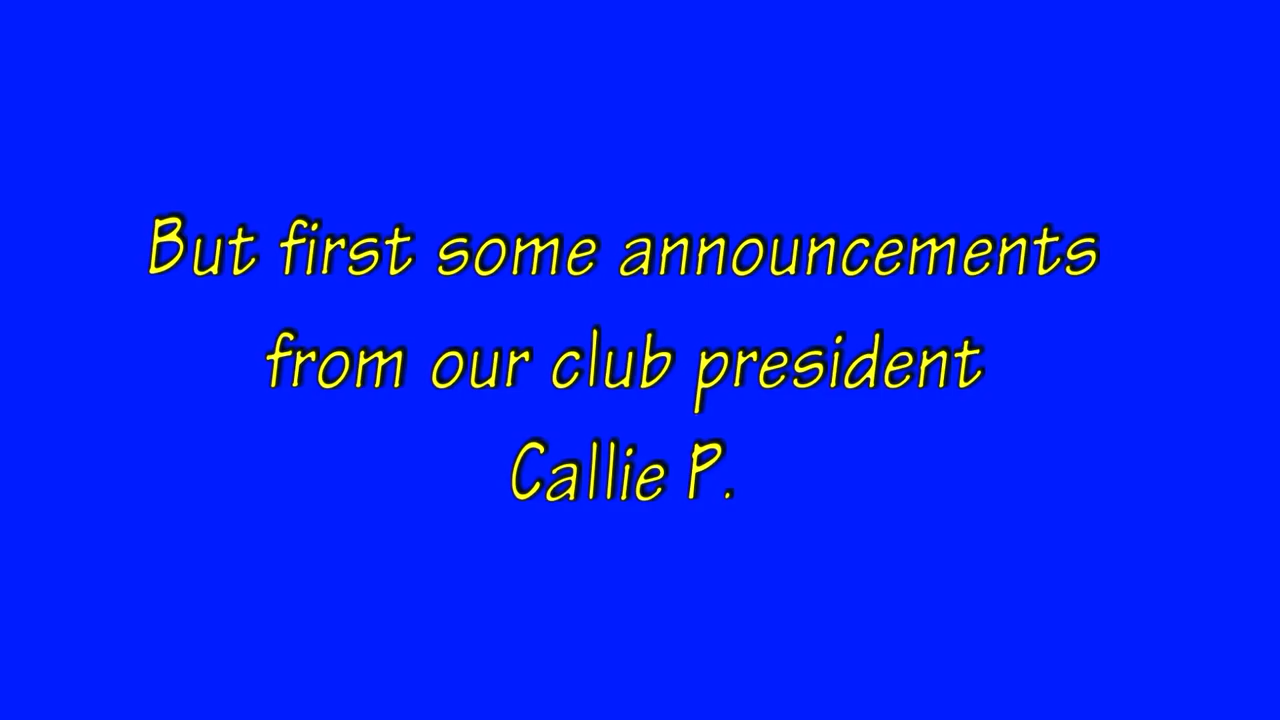 But first some announcements
from our club president
Callie P.